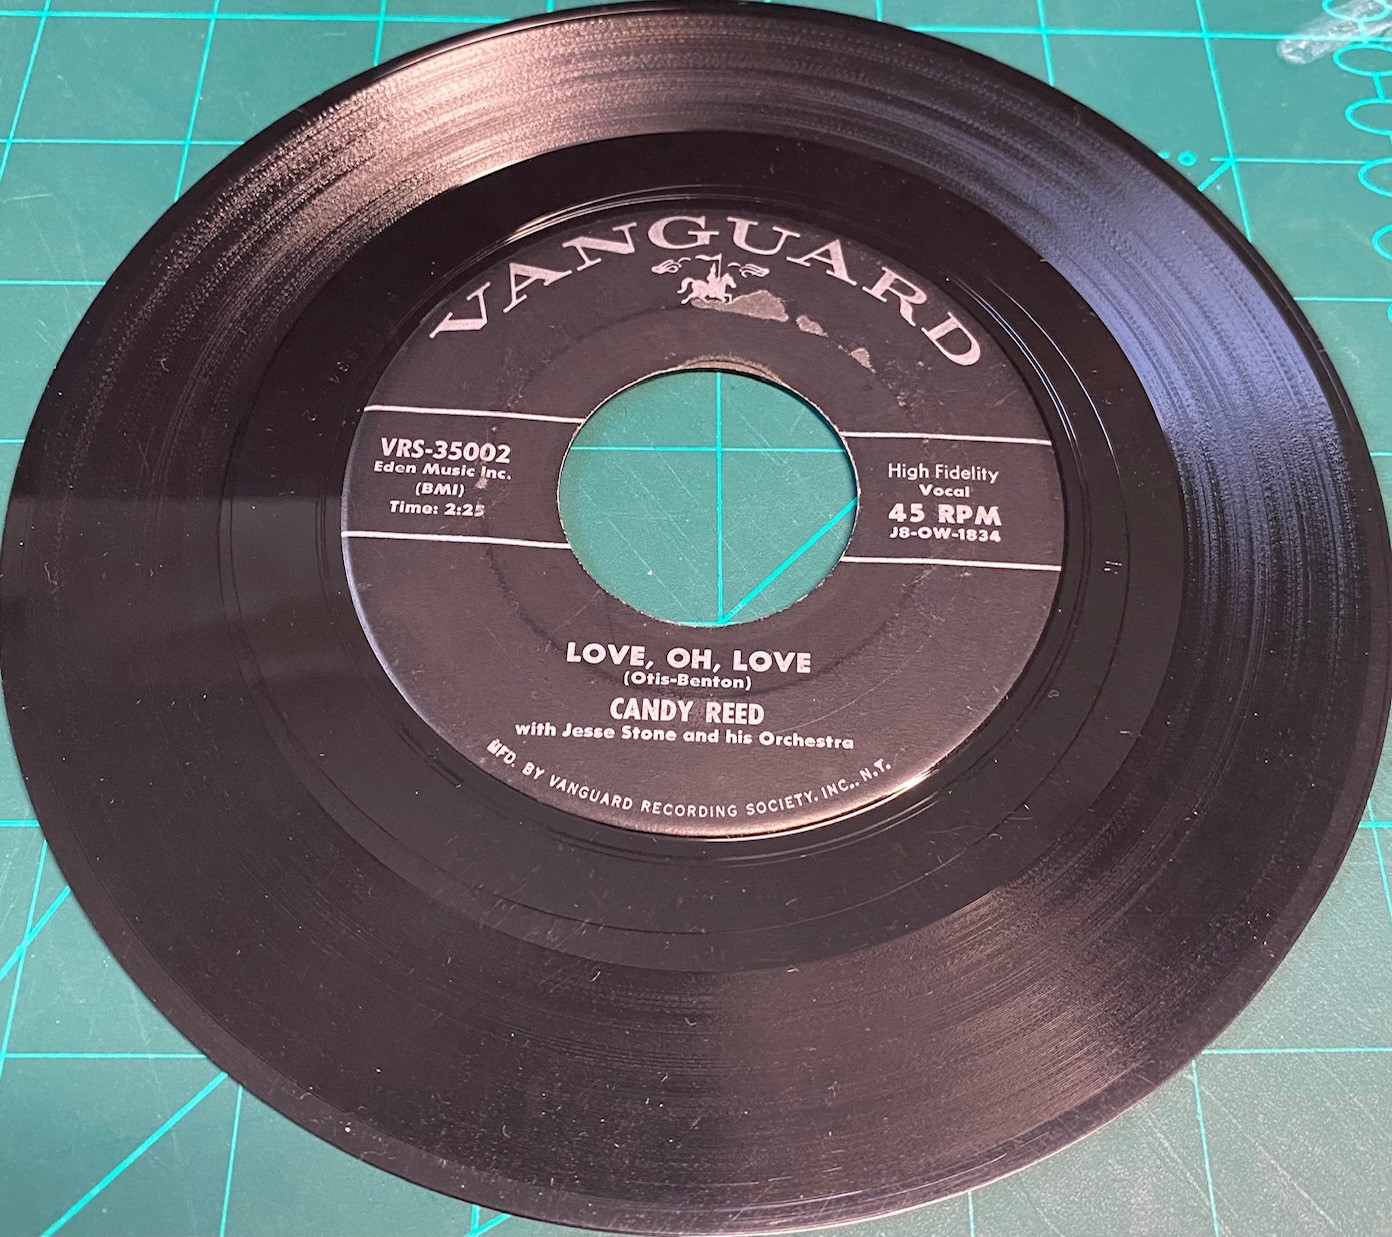 VANGUARD
VRS-35002
Eden Music Inc.
(BMI)
Time: 2:25
High Fidelity
Vocal
45 RPM
J8-OW-1834
LOVE, OH, LOVE
(Otis-Benton)
CANDY REED
with Jesse Stone and his Orchestra
MFD. BY VANGUARD RECORDING SOCIETY, INC., N.Y.